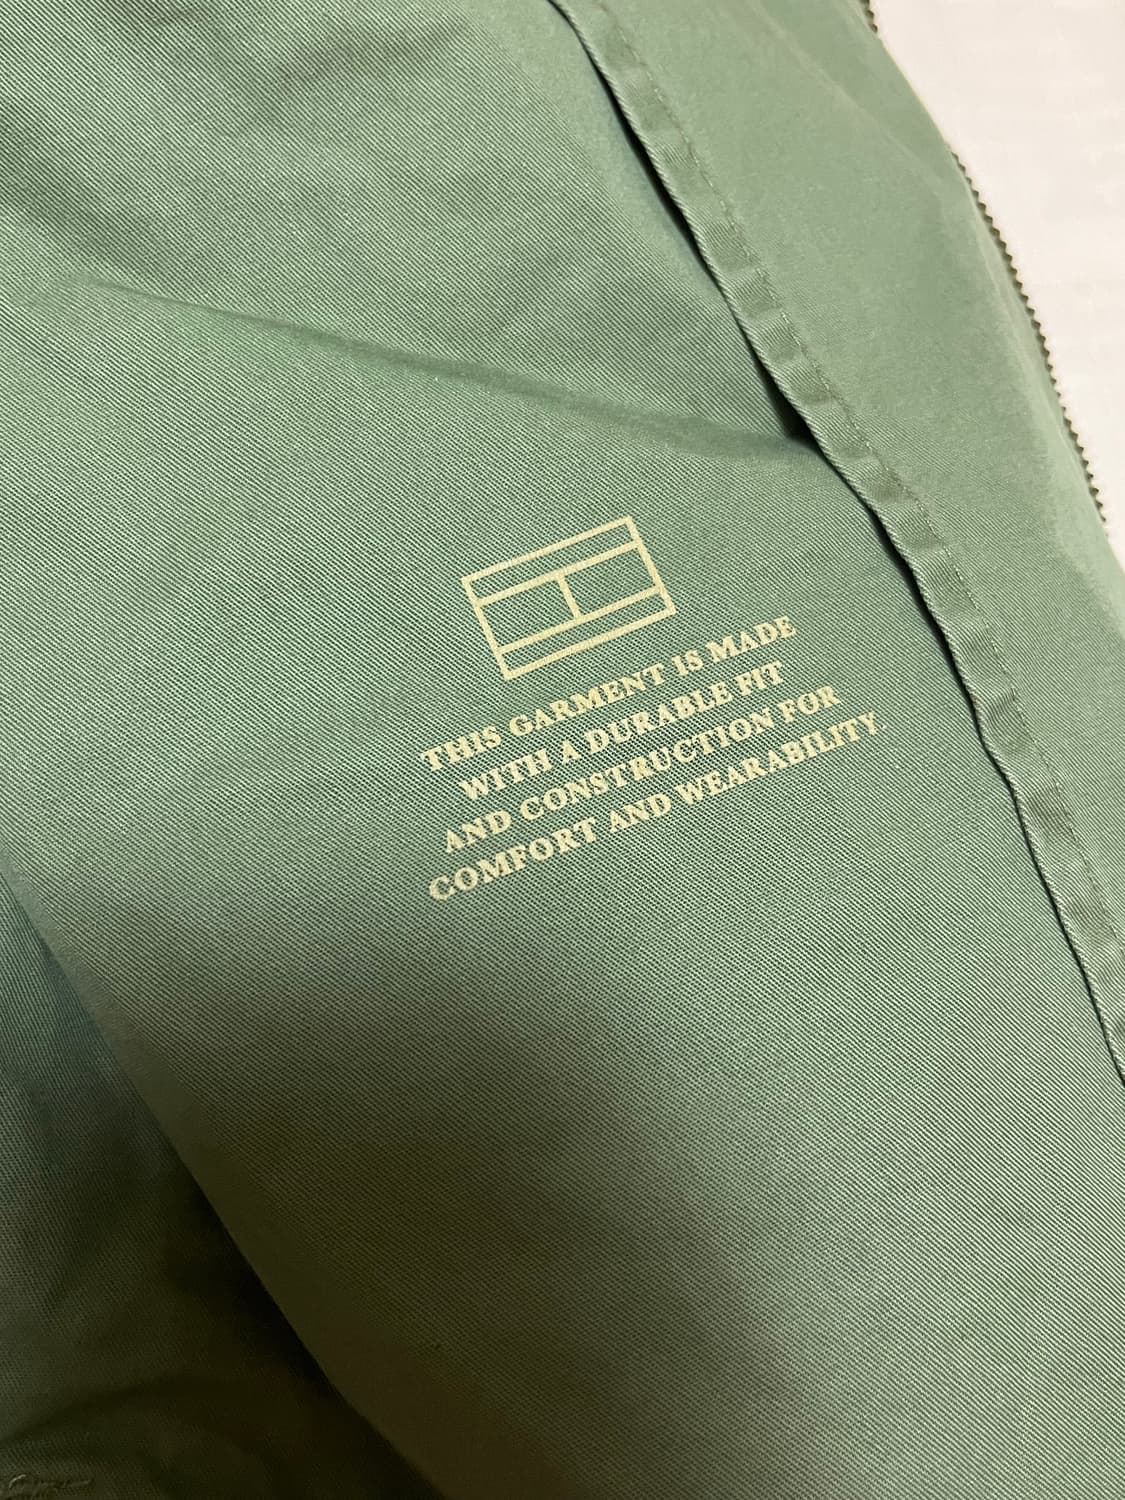 THIS GARMENT IS MADE
WITH A DURABLE FIT
AND CONSTRUCTION FOR
COMFORT AND WEARABILITY.